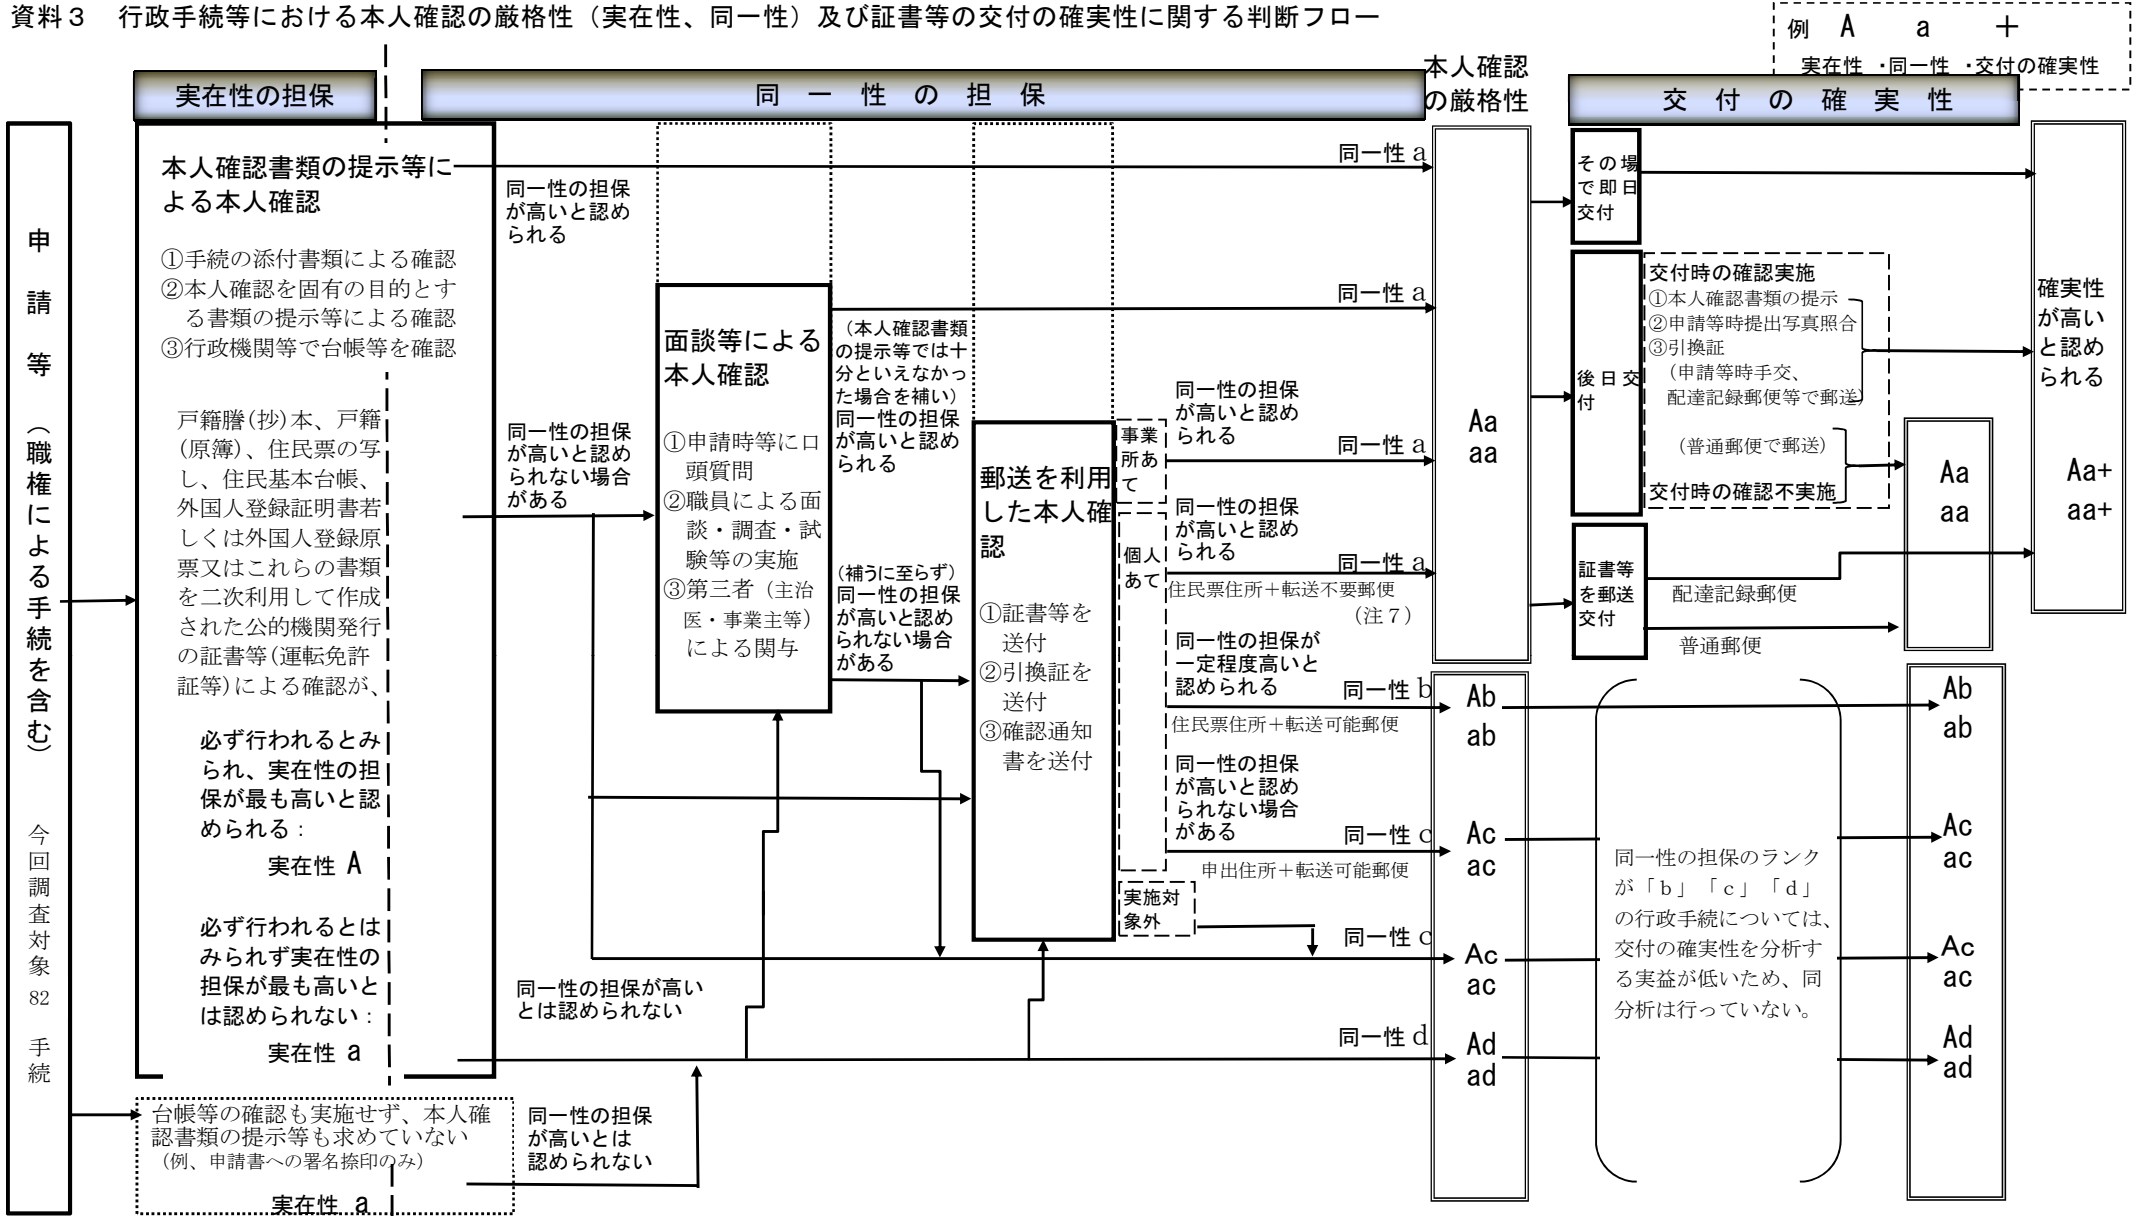 資料３　行政手続等における本人確認の厳格性（実在性、同一性）及び証書等の交付の確実性に関する判断フロー
例　A　a　＋
実在性 ・同一性 ・交付の確実性
実在性の担保
同　一　性　の　担　保
本人確認
の厳格性
交　付　の　確　実　性
申　請　等　（職権による手続を含む）　今回調査対象 82 手続
本人確認書類の提示等に
よる本人確認
①手続の添付書類による確認
②本人確認を固有の目的とす
る書類の提示等による確認
③行政機関等で台帳等を確認
戸籍謄(抄)本、戸籍
(原簿)、住民票の写
し、住民基本台帳、
外国人登録証明書若
しくは外国人登録原
票又はこれらの書類
を二次利用して作成
された公的機関発行
の証書等(運転免許
証等)による確認が、
必ず行われるとみ
られ、実在性の担
保が最も高いと認
められる：
実在性 A
必ず行われるとは
みられず実在性の
担保が最も高いと
は認められない：
実在性 a
台帳等の確認も実施せず、本人確
認書類の提示等も求めていない
（例、申請書への署名捺印のみ）
実在性 a
同一性の担保
が高いと認め
られる
同一性の担保
が高いと認め
られない場合
がある
同一性の担保が高い
とは認められない
同一性の担保
が高いとは
認められない
面談等による
本人確認
①申請時等に口
頭質問
②職員による面
談・調査・試
験等の実施
③第三者（主治
医・事業主等）
による関与
（本人確認書類
の提示等では十
分といえなかっ
た場合を補い）
同一性の担保
が高いと認め
られる
（補うに至らず）
同一性の担保
が高いと認め
られない場合
がある
郵送を利用
した本人確
認
①証書等を
送付
②引換証を
送付
③確認通知
書を送付
事業
所あ
て
個人
あて
実施対
象外
同一性 a
同一性 a
同一性の担保
が高いと認め
られる
同一性 a
同一性の担保
が高いと認め
られる
同一性 a
住民票住所＋転送不要郵便
（注７）
同一性の担保が
一定程度高いと
認められる
同一性 b
住民票住所＋転送可能郵便
同一性の担保
が高いと認め
られない場合
がある
同一性 c
申出住所＋転送可能郵便
同一性 c
同一性 d
Aa
aa
Ab
ab
Ac
ac
Ac
ac
Ad
ad
その場
で即日
交付
後日交
付
証書等
を郵送
交付
交付時の確認実施
①本人確認書類の提示
②申請等時提出写真照合
③引換証
（申請等時手交、
配達記録郵便等で郵送）
（普通郵便で郵送）
交付時の確認不実施
配達記録郵便
普通郵便
同一性の担保のランク
が「ｂ」「ｃ」「ｄ」
の行政手続については、
交付の確実性を分析す
る実益が低いため、同
分析は行っていない。
Aa
aa
確実性
が高い
と認め
られる
Aa+
aa+
Ab
ab
Ac
ac
Ac
ac
Ad
ad